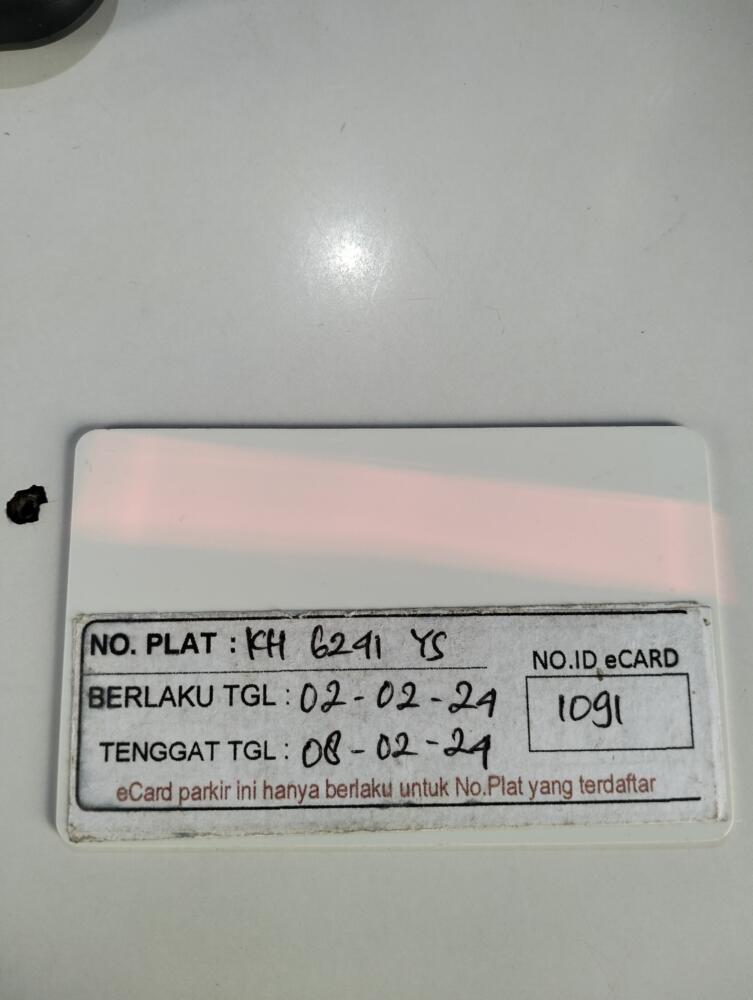 NO. PLAT : KH 6241 YS
NO.ID eCARD
BERLAKU TGL : 02-02-24
1091
TENGGAT TGL : 08-02-24
eCard parkir ini hanya berlaku untuk No.Plat yang terdaftar